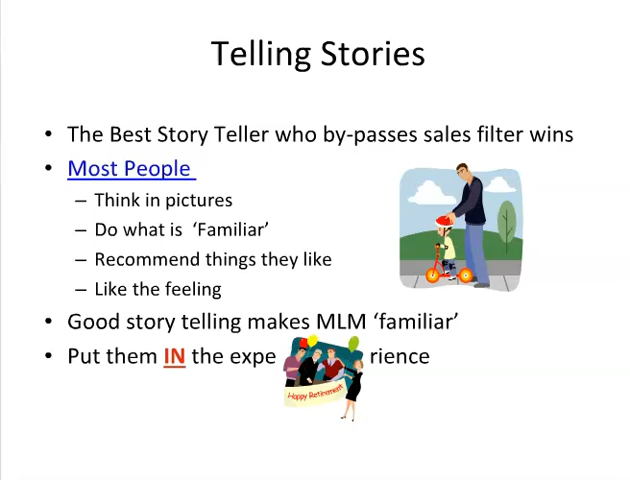 Telling Stories
• The Best Story Teller who by-passes sales filter wins
• Most People
– Think in pictures
– Do what is ‘Familiar’
– Recommend things they like
– Like the feeling
• Good story telling makes MLM ‘familiar’
• Put them IN the expe rience
Happy Retirement